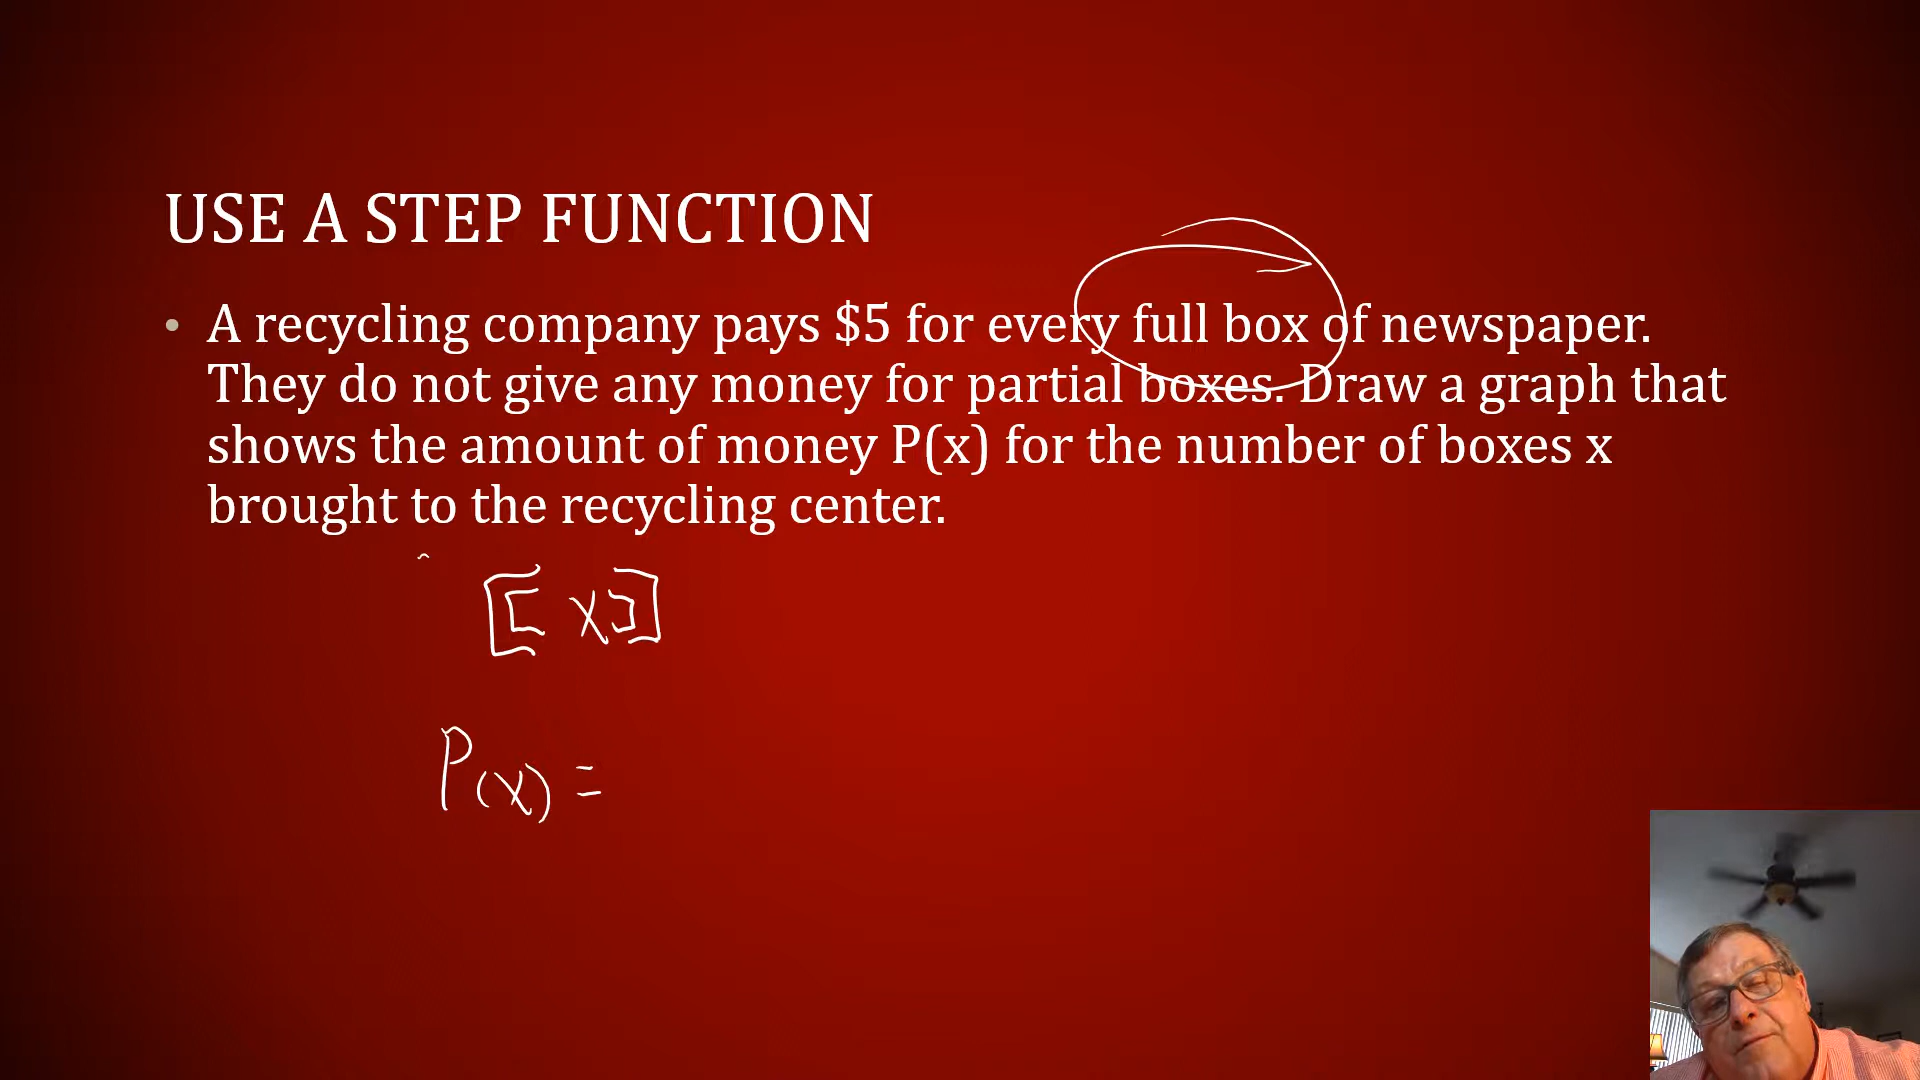 USE A STEP FUNCTION
• A recycling company pays $5 for every full box of newspaper.
They do not give any money for partial boxes. Draw a graph that
shows the amount of money P(x) for the number of boxes x
brought to the recycling center.
[[ x ]]
P(x) =